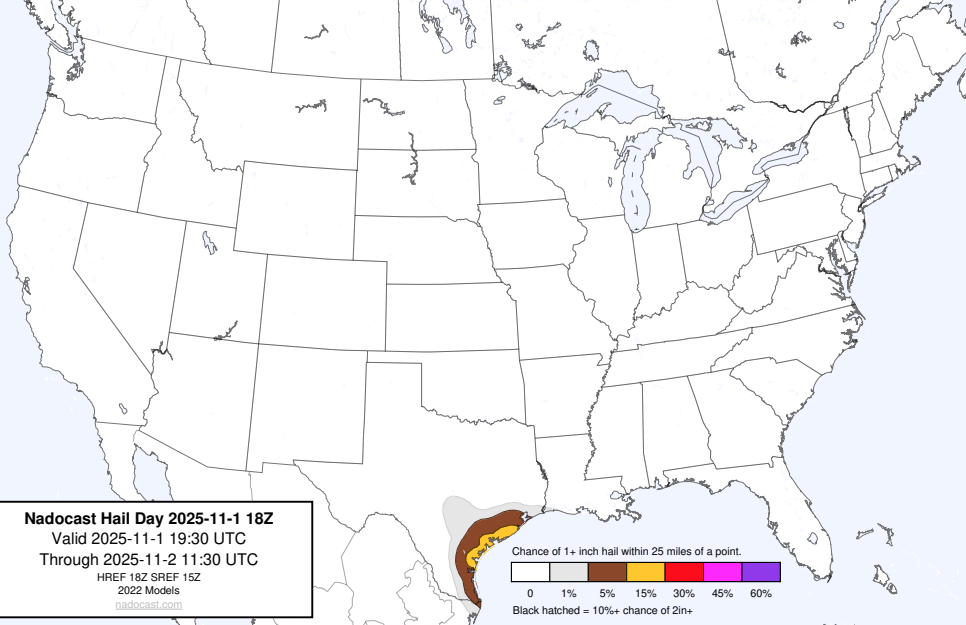 Nadocast Hail Day 2025-11-1 18Z
Valid 2025-11-1 19:30 UTC
Through 2025-11-2 11:30 UTC
HREF 18Z SREF 15Z
2022 Models
nadocast.com
Chance of 1+ inch hail within 25 miles of a point.
0 1% 5% 15% 30% 45% 60%
Black hatched = 10%+ chance of 2in+